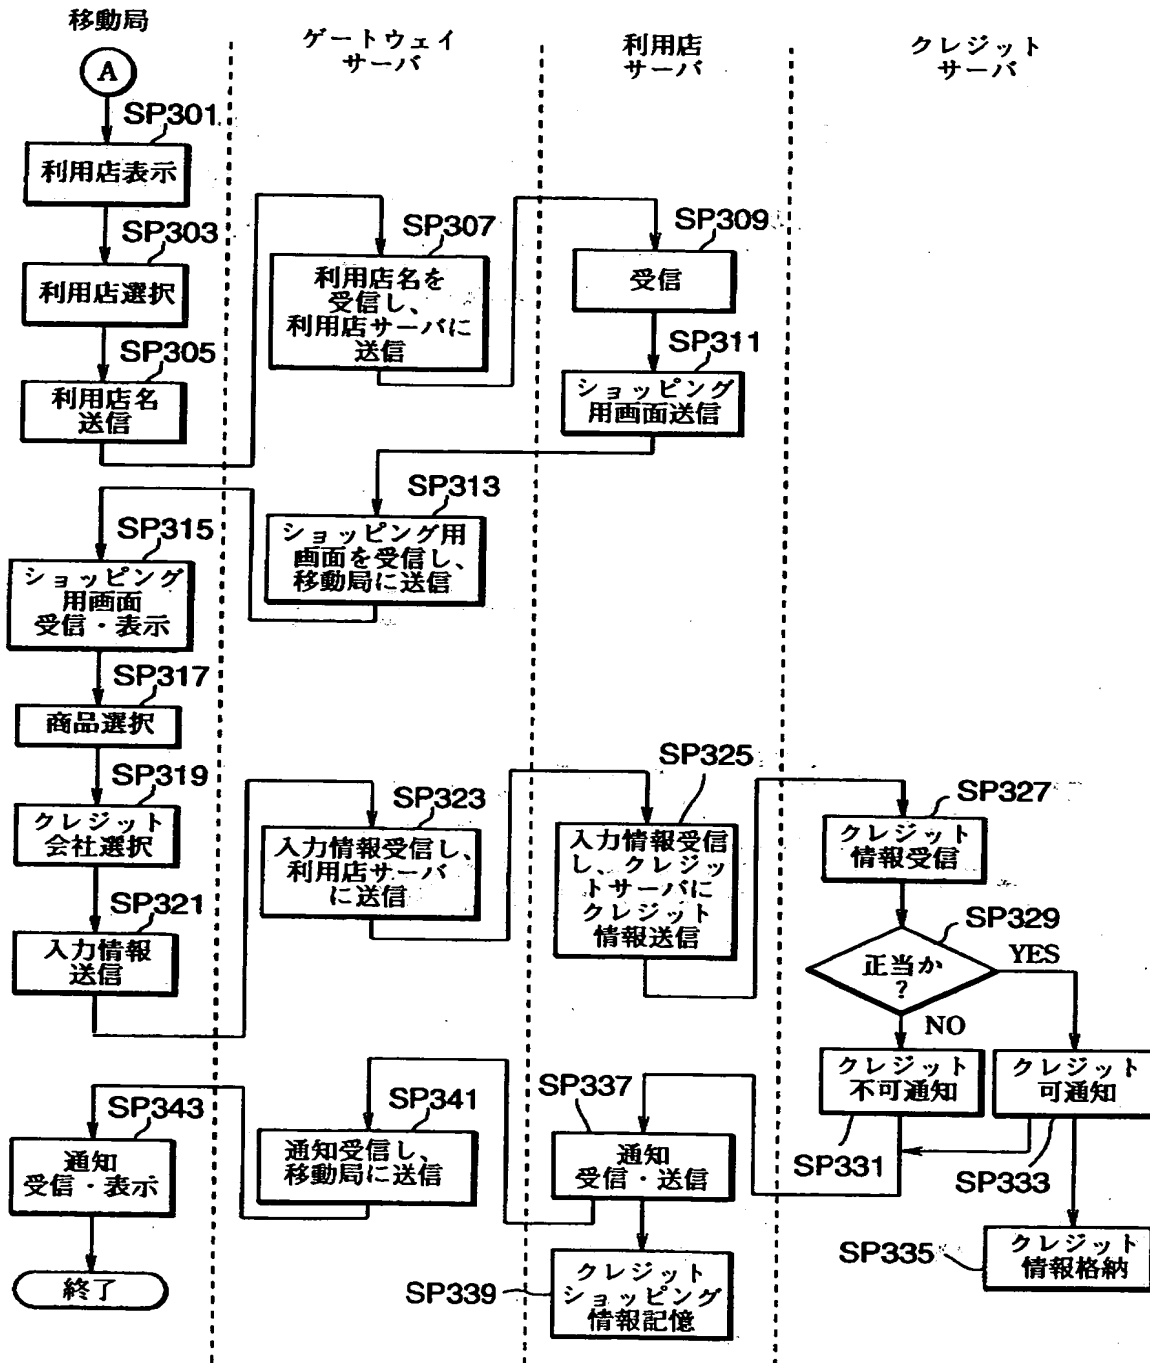 移動局
ゲートウェイ
サーバ
利用店
サーバ
クレジット
サーバ
A
SP301
利用店表示
SP303
利用店選択
SP305
利用店名
送信
SP307
利用店名を
受信し、
利用店サーバに
送信
SP309
受信
SP311
ショッピング
用画面送信
SP313
ショッピング用
画面を受信し、
移動局に送信
SP315
ショッピング
用画面
受信・表示
SP317
商品選択
SP319
クレジット
会社選択
SP321
入力情報
送信
SP323
入力情報受信し、
利用店サーバ
に送信
SP325
入力情報受信
し、クレジッ
トサーバに
クレジット
情報送信
SP327
クレジット
情報受信
SP329
正当か
?
YES
NO
クレジット
不可通知
SP331
クレジット
可通知
SP333
SP335
クレジット
情報格納
SP337
通知
受信・送信
SP339
クレジット
ショッピング
情報記憶
SP341
通知受信し、
移動局に送信
SP343
通知
受信・表示
終了